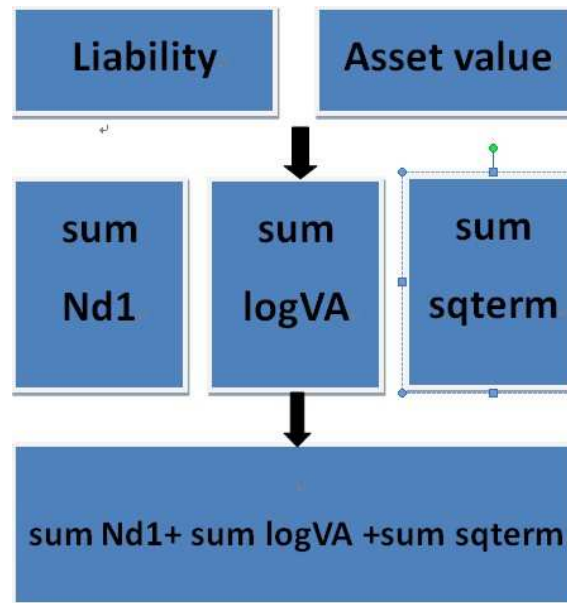 Liability
Asset value
sum
Nd1
sum
logVA
sum
sqterm
sum Nd1+ sum logVA +sum sqterm